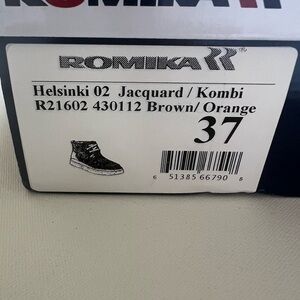 ROMIKA
ROMIKA ®
Helsinki 02 Jacquard / Kombi
R21602 430112 Brown/ Orange
37
6 51385 66790 8